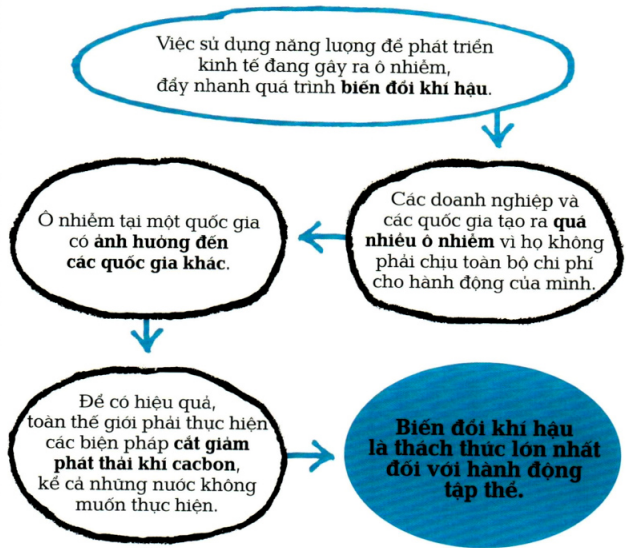 Việc sử dụng năng lượng để phát triển
kinh tế đang gây ra ô nhiễm,
đẩy nhanh quá trình biến đổi khí hậu.
Các doanh nghiệp và
các quốc gia tạo ra quá
nhiều ô nhiễm vì họ không
phải chịu toàn bộ chi phí
cho hành động của mình.
Ô nhiễm tại một quốc gia
có ảnh hưởng đến
các quốc gia khác.
Để có hiệu quả,
toàn thế giới phải thực hiện
các biện pháp cắt giảm
phát thải khí cacbon,
kể cả những nước không
muốn thực hiện.
Biến đổi khí hậu
là thách thức lớn nhất
đối với hành động
tập thể.